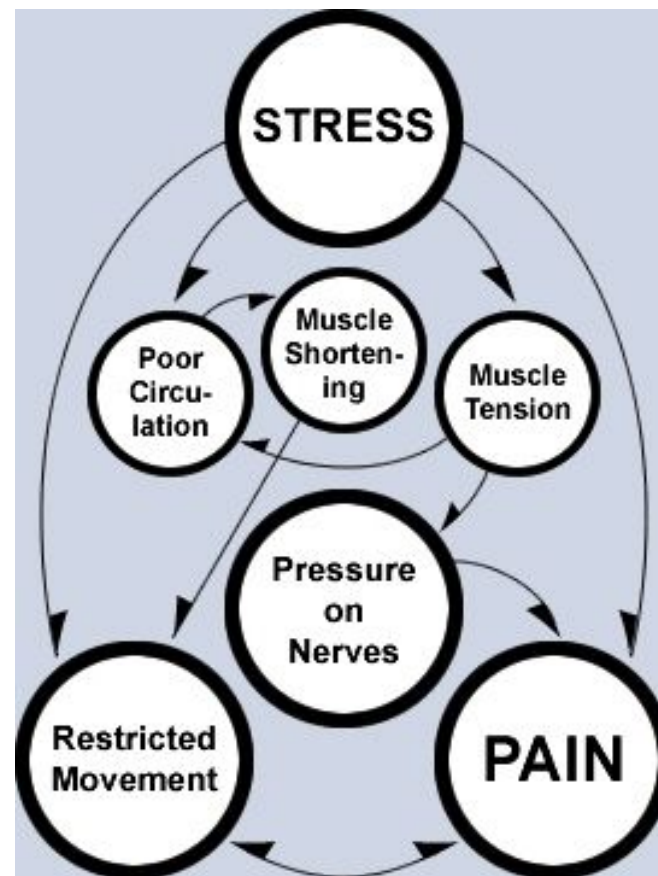 STRESS
Muscle
Shorten-
ing
Poor
Circu-
lation
Muscle
Tension
Pressure
on
Nerves
Restricted
Movement
PAIN